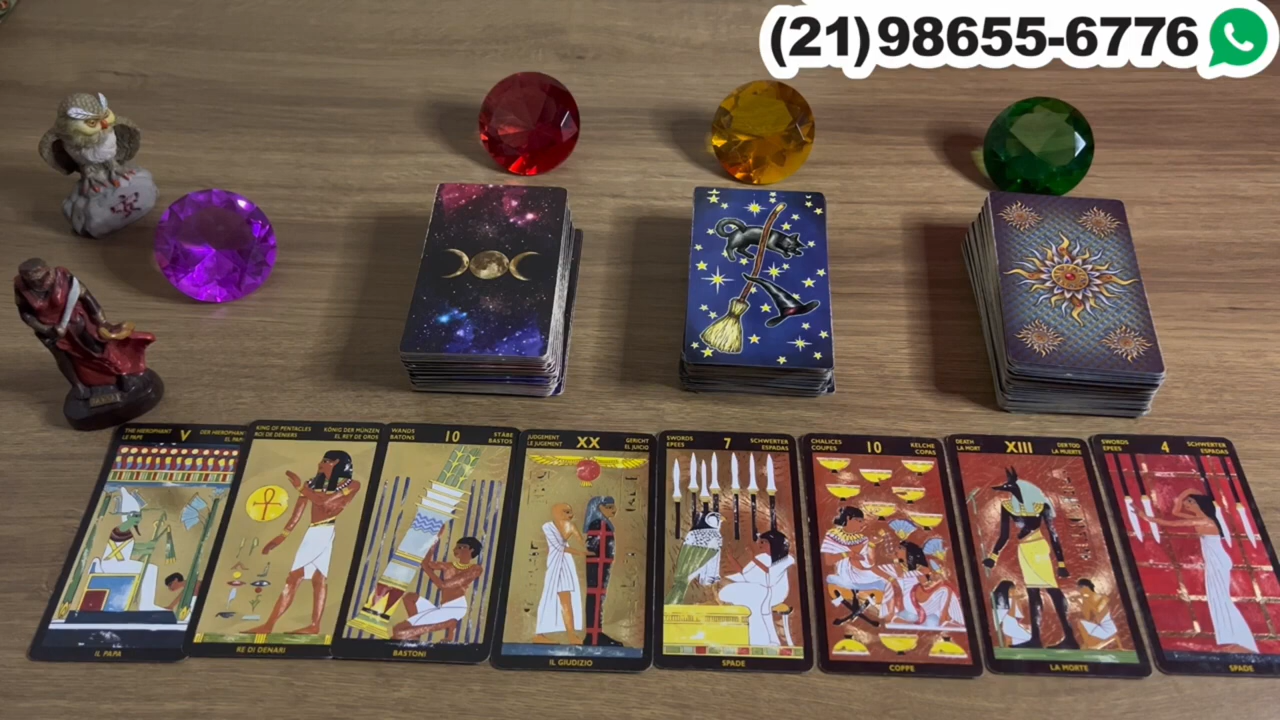 (21)98655-6776
THE HIEROPHANT
LE PAPE
V
DER HIEROPHANT
EL PAPA
IL PAPA
KING OF PENTACLES
ROI DE DENIERS
KÖNIG DER MÜNZEN
EL REY DE OROS
RE DI DENARI
WANDS
BATONS
10
STÄBE
BASTOS
BASTONI
JUDGEMENT
LE JUGEMENT
XX
GERICHT
EL JUICIO
IL GIUDIZIO
SWORDS
EPEES
7
SCHWERTER
ESPADAS
SPADE
CHALICES
COUPES
10
KELCHE
COPAS
COPPE
DEATH
LA MORT
XIII
DER TOD
LA MUERTE
LA MORTE
SWORDS
EPEES
4
SCHWERTER
ESPADAS
SPADE